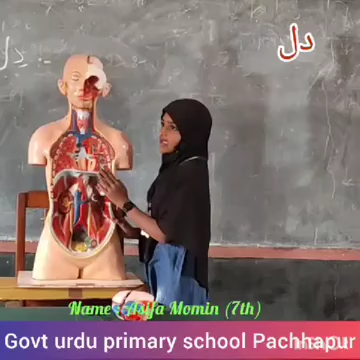 دل
Name : Asifa Momin (7th)
Govt urdu primary school Pachhapur